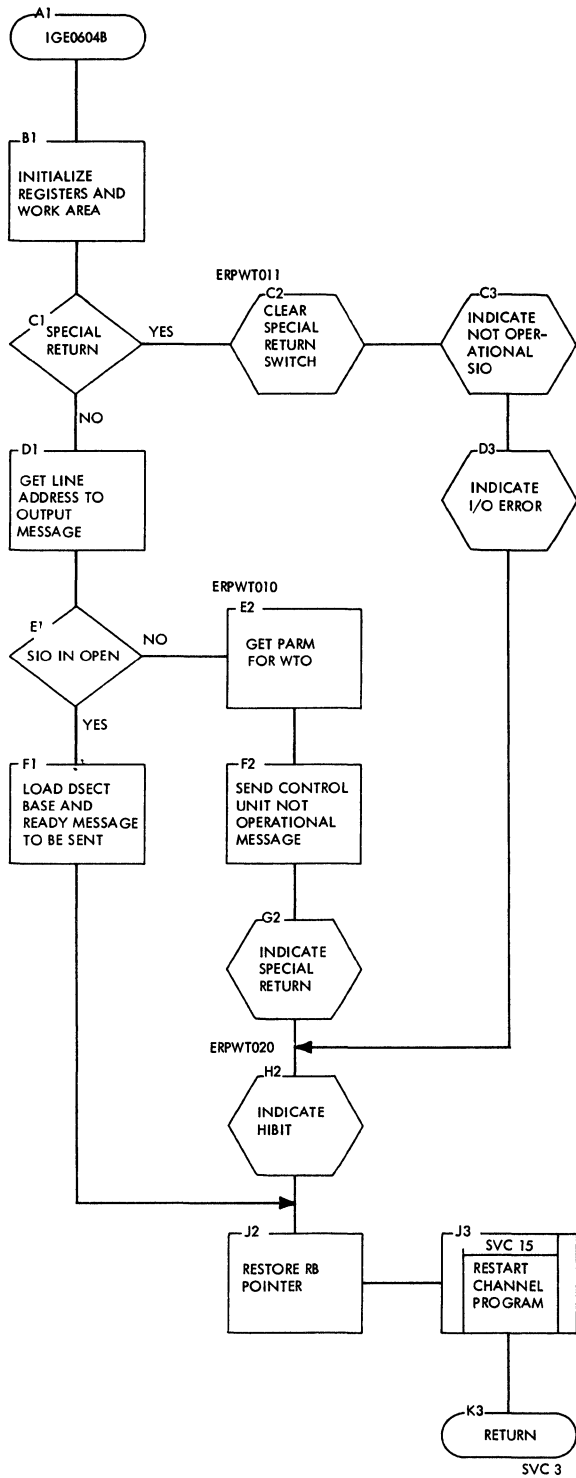 A1
IGE0604B
B1
INITIALIZE
REGISTERS AND
WORK AREA
C1
SPECIAL
RETURN
YES
NO
ERPWT011
C2
CLEAR
SPECIAL
RETURN
SWITCH
C3
INDICATE
NOT OPER-
ATIONAL
SIO
D1
GET LINE
ADDRESS TO
OUTPUT
MESSAGE
D3
INDICATE
I/O ERROR
E1
SIO IN OPEN
NO
YES
ERPWT010
E2
GET PARM
FOR WTO
F1
LOAD DSECT
BASE AND
READY MESSAGE
TO BE SENT
F2
SEND CONTROL
UNIT NOT
OPERATIONAL
MESSAGE
G2
INDICATE
SPECIAL
RETURN
ERPWT020
H2
INDICATE
HIBIT
J2
RESTORE RB
POINTER
J3
SVC 15
RESTART
CHANNEL
PROGRAM
K3
RETURN
SVC 3